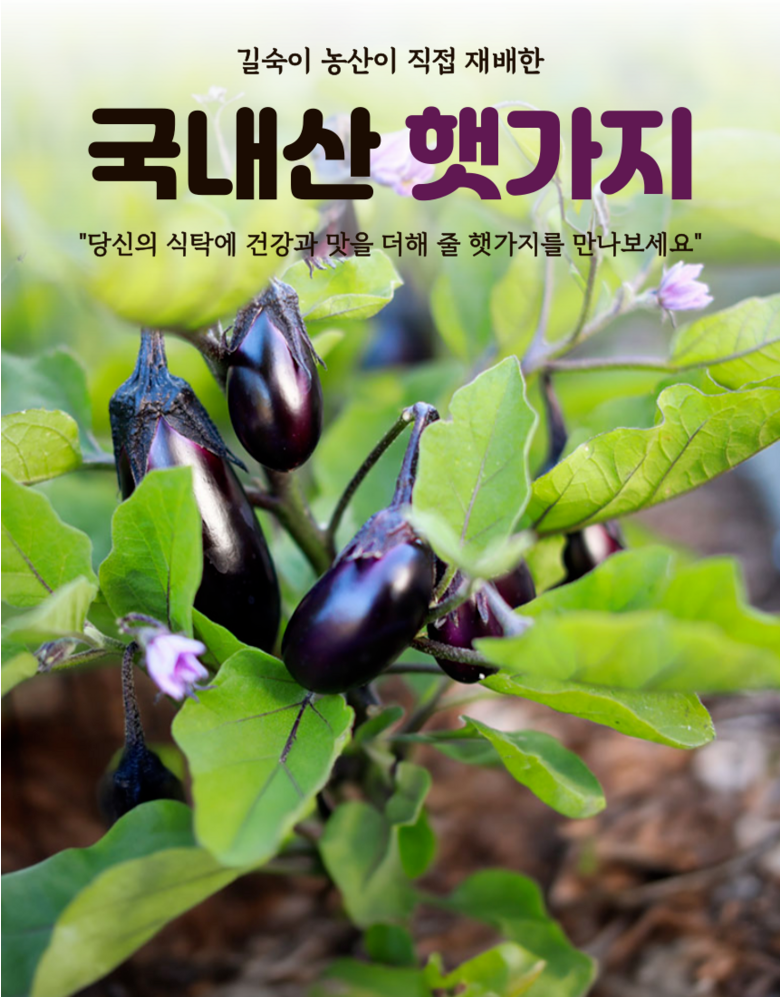 길숙이 농산이 직접 재배한
국내산 햇가지
"당신의 식탁에 건강과 맛을 더해 줄 햇가지를 만나보세요"